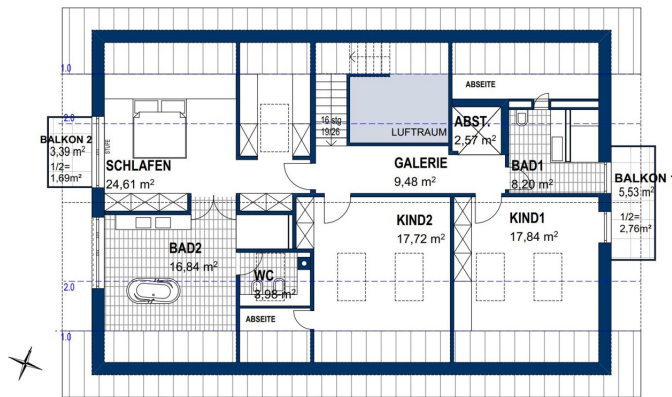 1.0
2.0
BALKON 2
3,39 m²
1/2=
1,69m²
STUFE
SCHLAFEN
24,61 m²
16 stg
19/26
LUFTRAUM
ABSEITE
ABST.
2,57 m²
GALERIE
9,48 m²
BAD1
8,20 m²
BALKON 1
5,53 m²
1/2=
2,76m²
KIND2
17,72 m²
KIND1
17,84 m²
BAD2
16,84 m²
WC
3,98 m²
2.0
ABSEITE
ABSEITE
1.0